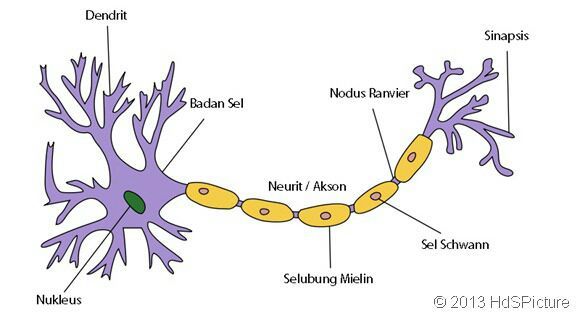 Dendrit
Sinapsis
Nodus Ranvier
Badan Sel
Neurit / Akson
Sel Schwann
Selubung Mielin
Nukleus
© 2013 HdSPicture